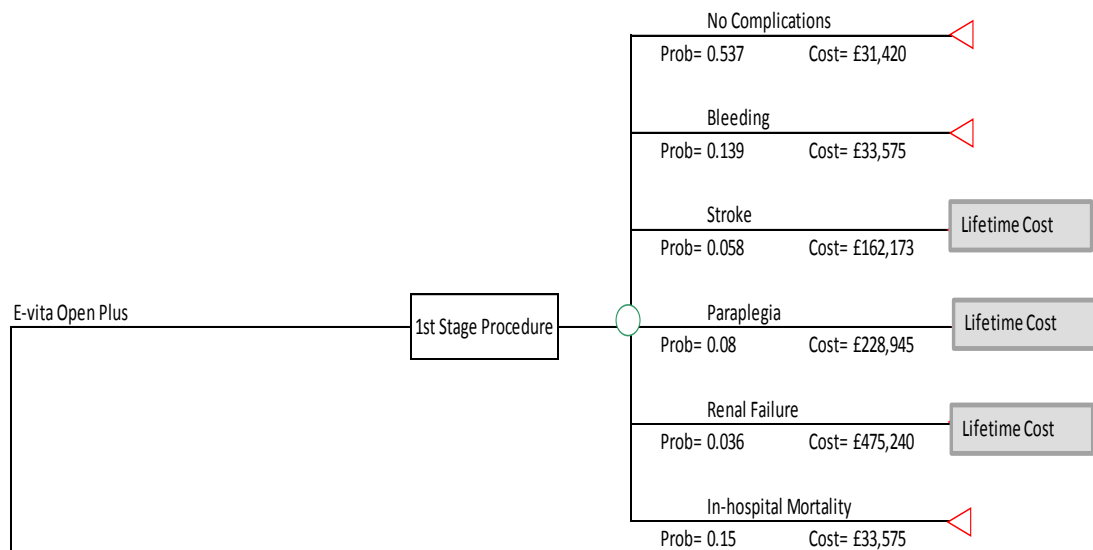 No Complications
Prob= 0.537 Cost= £31,420
Bleeding
Prob= 0.139 Cost= £33,575
Stroke
Prob= 0.058 Cost= £162,173
Lifetime Cost
E-vita Open Plus
1st Stage Procedure
Paraplegia
Prob= 0.08 Cost= £228,945
Lifetime Cost
Renal Failure
Prob= 0.036 Cost= £475,240
Lifetime Cost
In-hospital Mortality
Prob= 0.15 Cost= £33,575